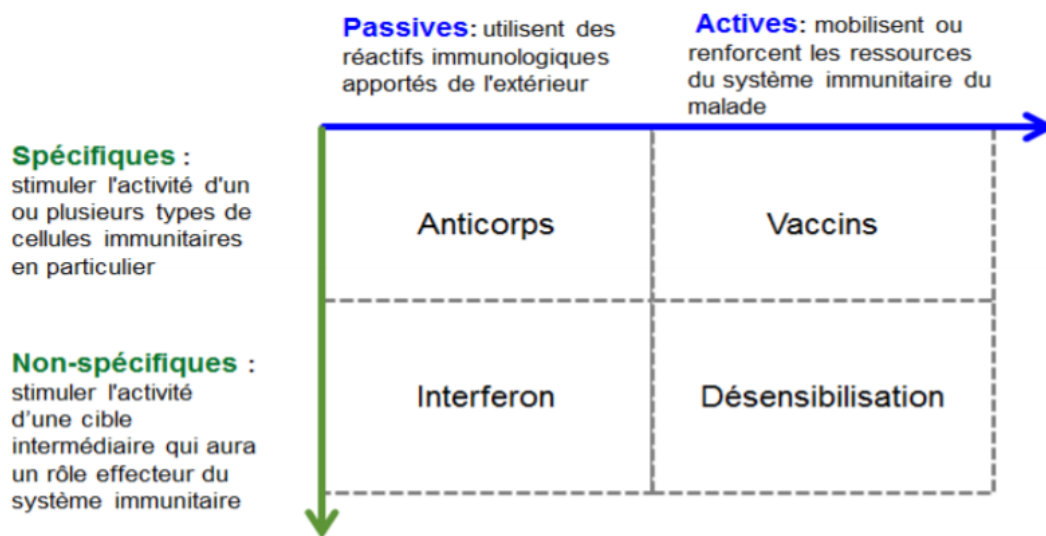 Passives: utilisent des
réactifs immunologiques
apportés de l'extérieur
Actives: mobilisent ou
renforcent les ressources
du système immunitaire du
malade
Spécifiques :
stimuler l'activité d'un
ou plusieurs types de
cellules immunitaires
en particulier
Anticorps
Vaccins
Non-spécifiques :
stimuler l'activité
d'une cible
intermédiaire qui aura
un rôle effecteur du
système immunitaire
Interferon
Désensibilisation